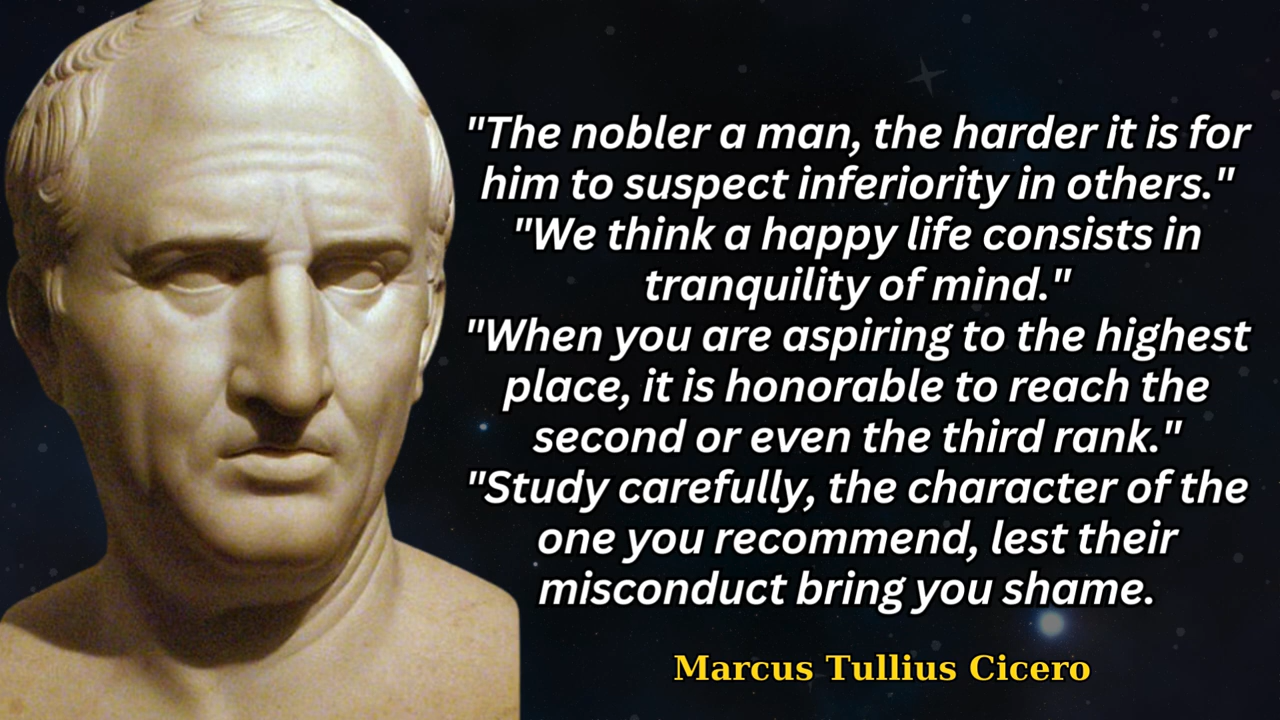 "The nobler a man, the harder it is for
him to suspect inferiority in others."
"We think a happy life consists in
tranquility of mind."
"When you are aspiring to the highest
place, it is honorable to reach the
second or even the third rank."
"Study carefully, the character of the
one you recommend, lest their
misconduct bring you shame.
Marcus Tullius Cicero